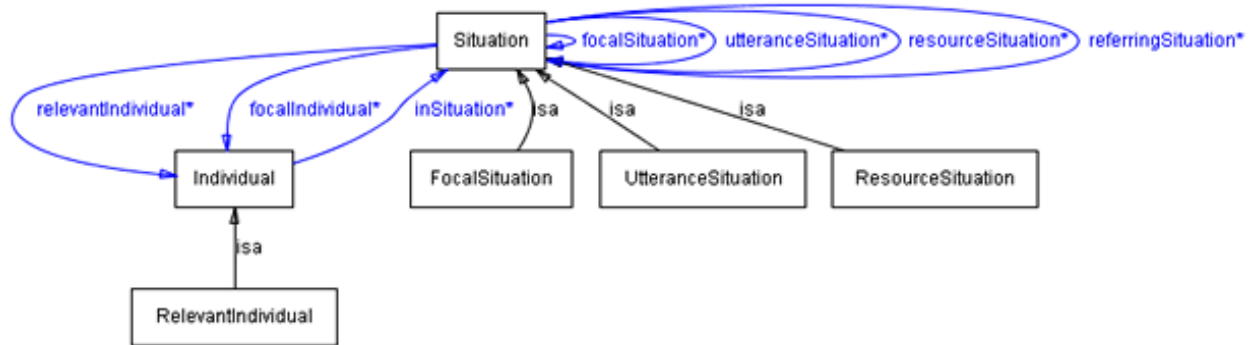 Situation
focalSituation* utteranceSituation* resourceSituation* referringSituation*
relevantIndividual* focalIndividual* inSituation* isa isa isa
Individual FocalSituation UtteranceSituation ResourceSituation
isa
RelevantIndividual